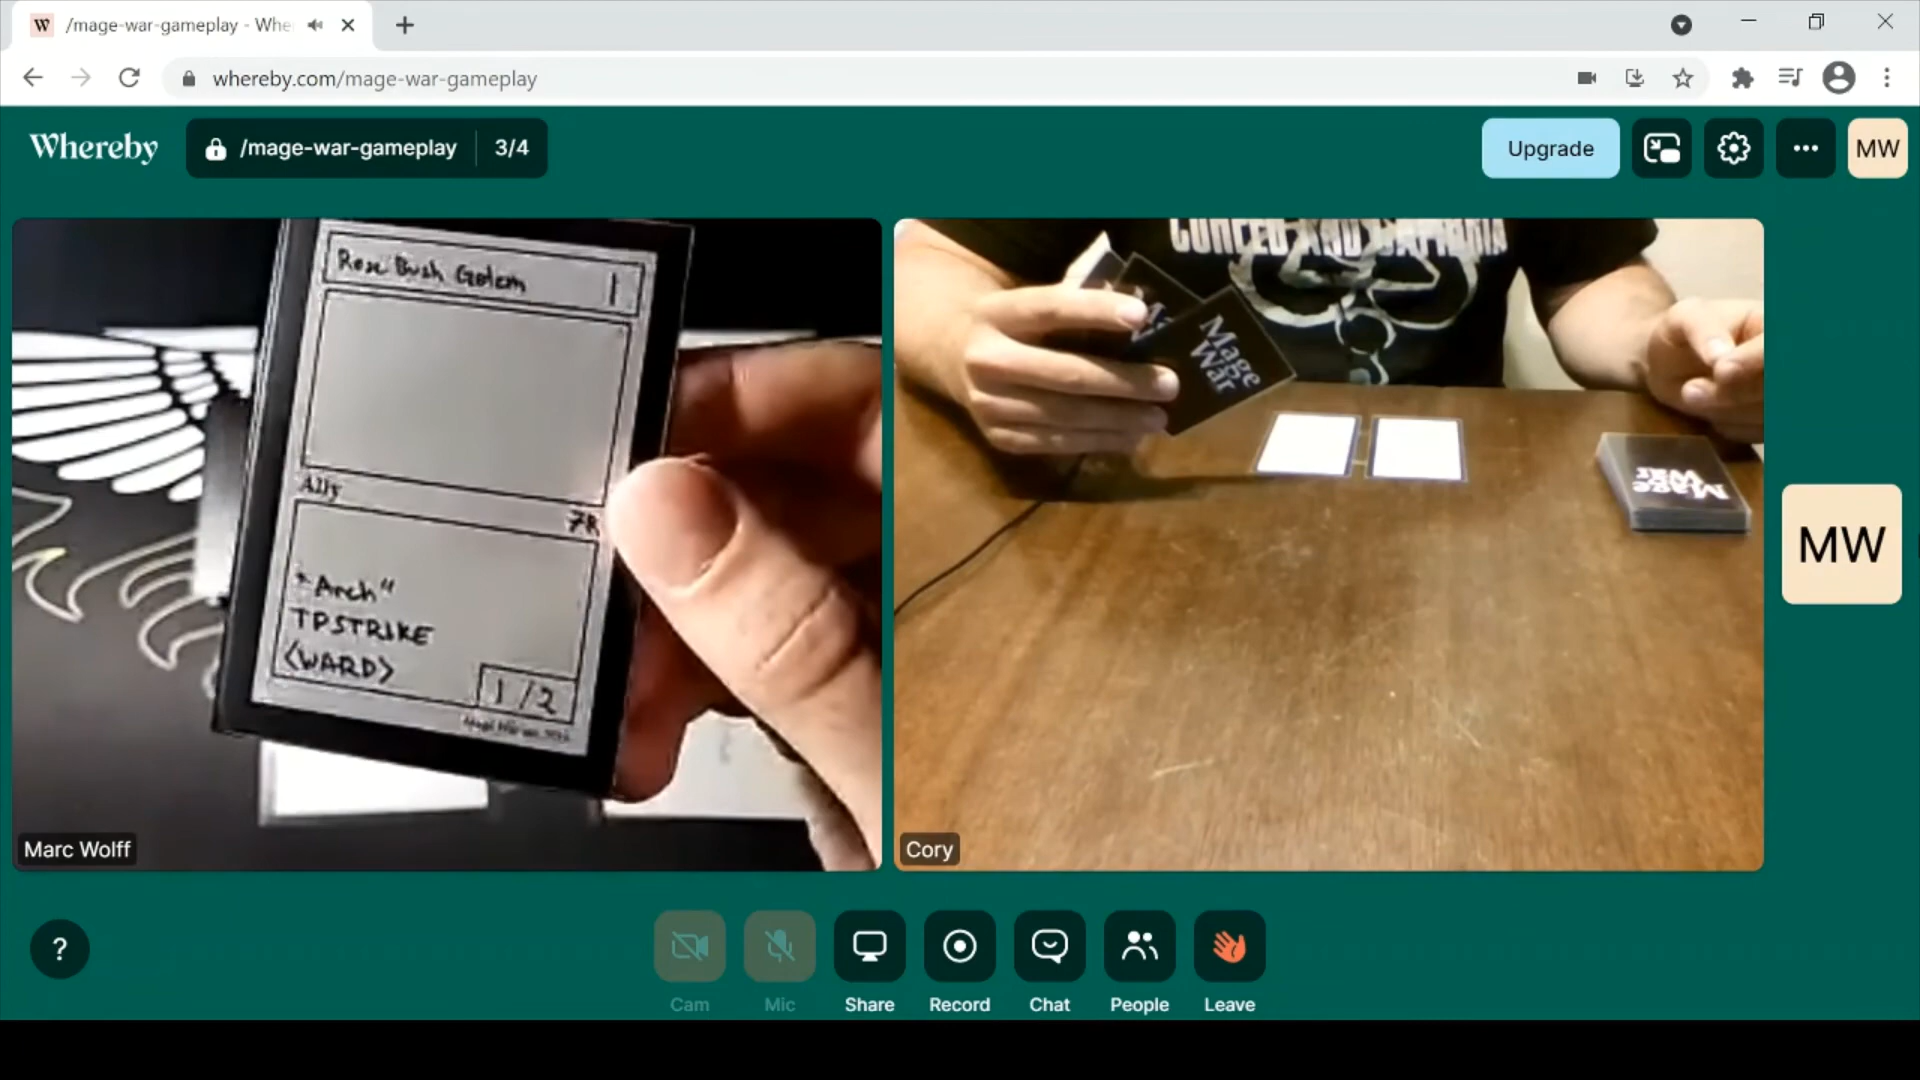 W /mage-war-gameplay - Whe
whereby.com/mage-war-gameplay
Whereby
/mage-war-gameplay 3/4
Upgrade
MW
Rose Bush Golem 1
Ally
7R
"Arch"
TPSTRIKE
<WARD>
1/2
Marc Wolff
Mage
War
Mage
War
Cory
MW
?
Cam
Mic
Share
Record
Chat
People
Leave